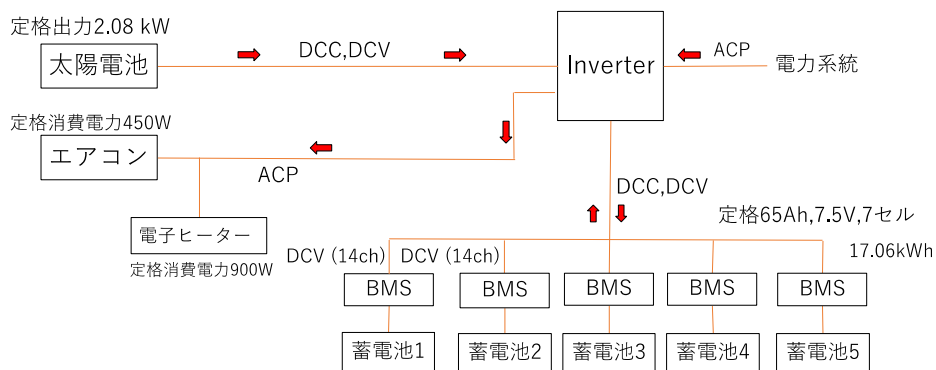 定格出力2.08 kW
太陽電池
DCC,DCV
Inverter
ACP
電力系統
定格消費電力450W
エアコン
ACP
DCC,DCV
電子ヒーター
定格消費電力900W
定格65Ah,7.5V,7セル
17.06kWh
DCV (14ch)
DCV (14ch)
BMS
BMS
BMS
BMS
BMS
蓄電池1
蓄電池2
蓄電池3
蓄電池4
蓄電池5